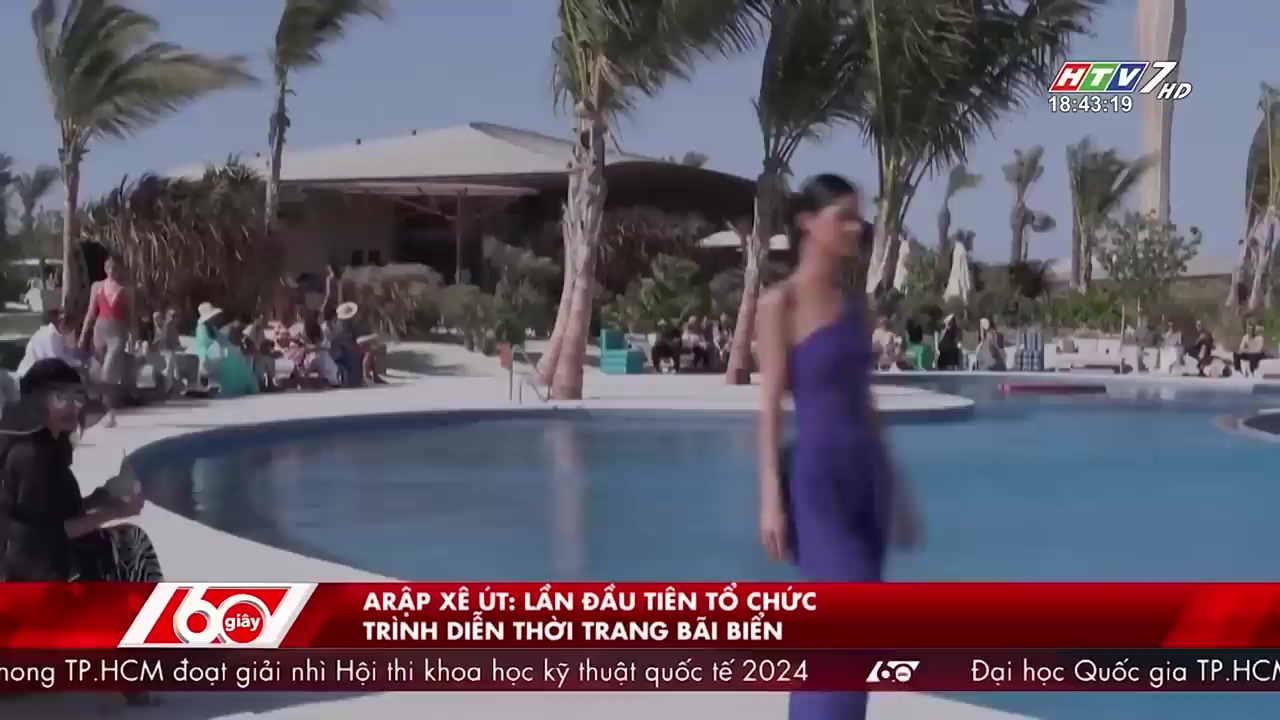 HTV7 HD
18:43:19
60 giây
ARẬP XÊ ÚT: LẦN ĐẦU TIÊN TỔ CHỨC
TRÌNH DIỄN THỜI TRANG BÃI BIỂN
hong TP.HCM đoạt giải nhì Hội thi khoa học kỹ thuật quốc tế 2024 60 Đại học Quốc gia TP.HCM